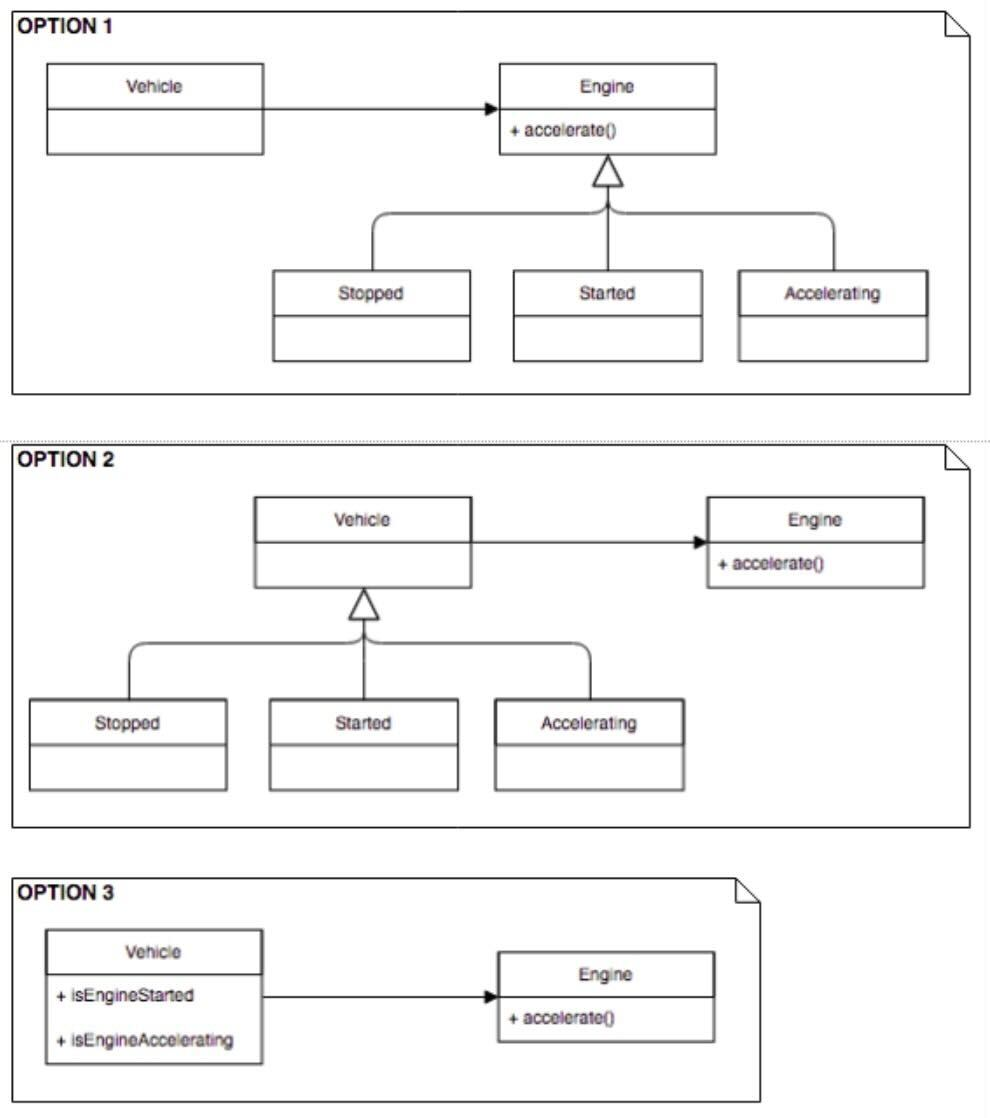 OPTION 1
Vehicle
Engine
+ accelerate()
Stopped
Started
Accelerating
OPTION 2
Vehicle
Engine
+ accelerate()
Stopped
Started
Accelerating
OPTION 3
Vehicle
+ isEngineStarted
+ isEngineAccelerating
Engine
+ accelerate()